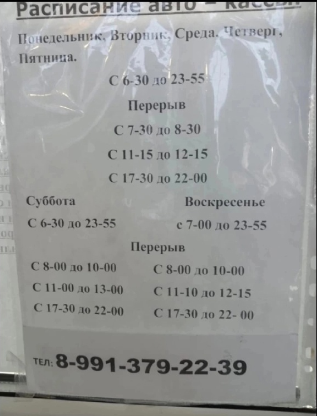 Расписание авто - кассы
Понедельник, Вторник, Среда, Четверг,
Пятница.
С 6-30 до 23-55
Перерыв
С 7-30 до 8-30
С 11-15 до 12-15
С 17-30 до 22-00
Суббота Воскресенье
С 6-30 до 23-55 с 7-00 до 23-55
Перерыв
С 8-00 до 10-00 С 8-00 до 10-00
С 11-00 до 13-00 С 11-10 до 12-15
С 17-30 до 22-00 С 17-30 до 22- 00
ТЕЛ: 8-991-379-22-39